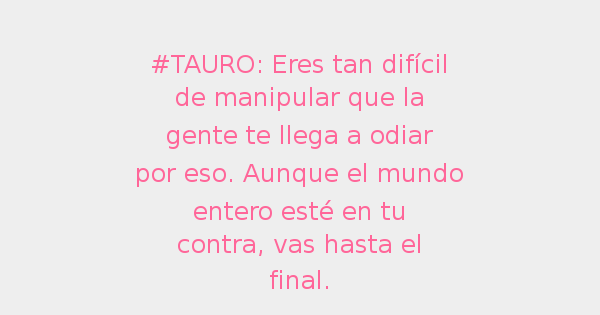 #TAURO: Eres tan difícil
de manipular que la
gente te llega a odiar
por eso. Aunque el mundo
entero esté en tu
contra, vas hasta el
final.